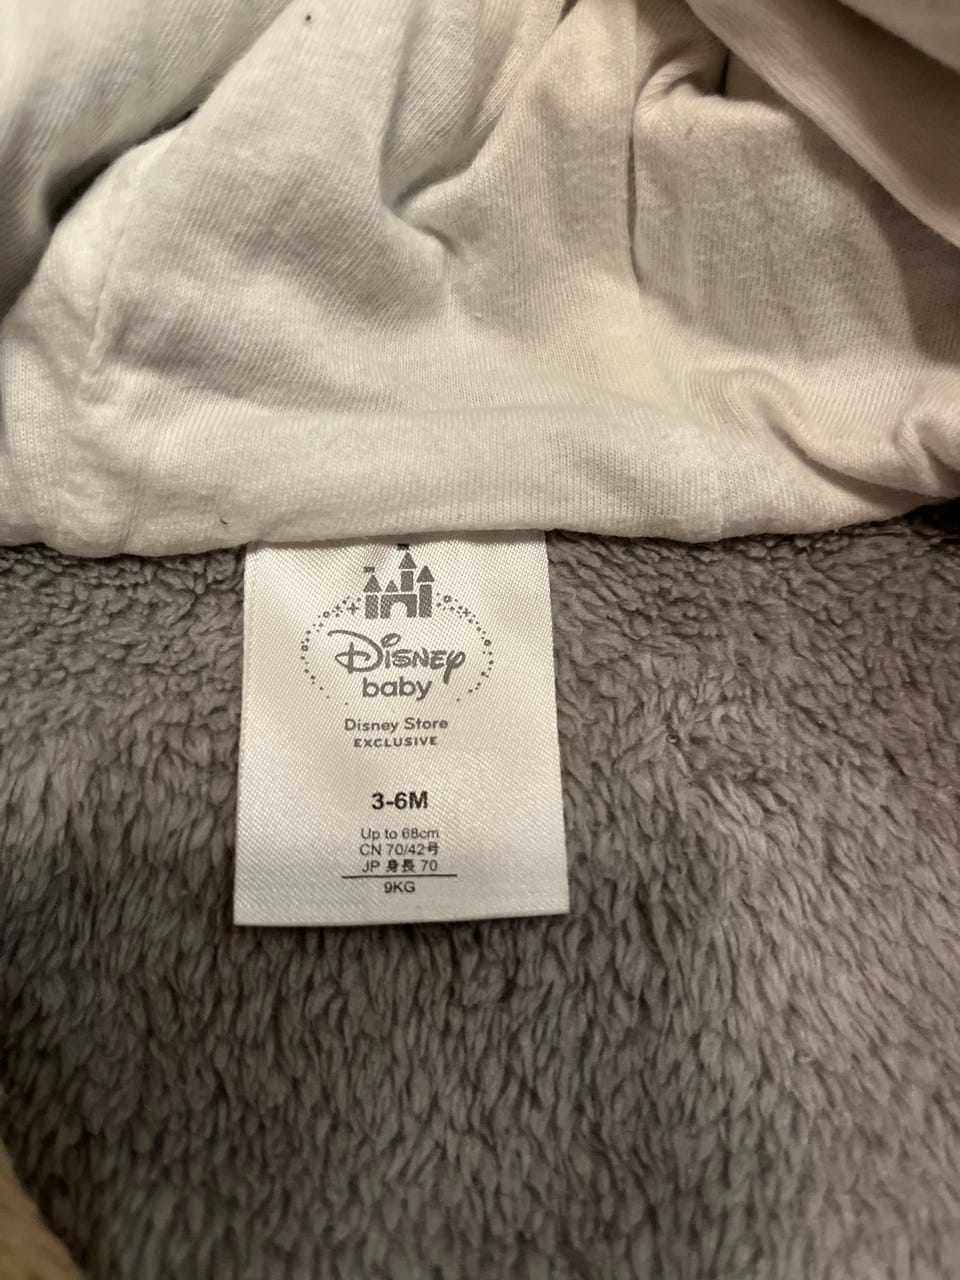 Disney
baby
Disney Store
EXCLUSIVE
3-6M
Up to 68cm
CN 70/42号
JP 身長 70
9KG